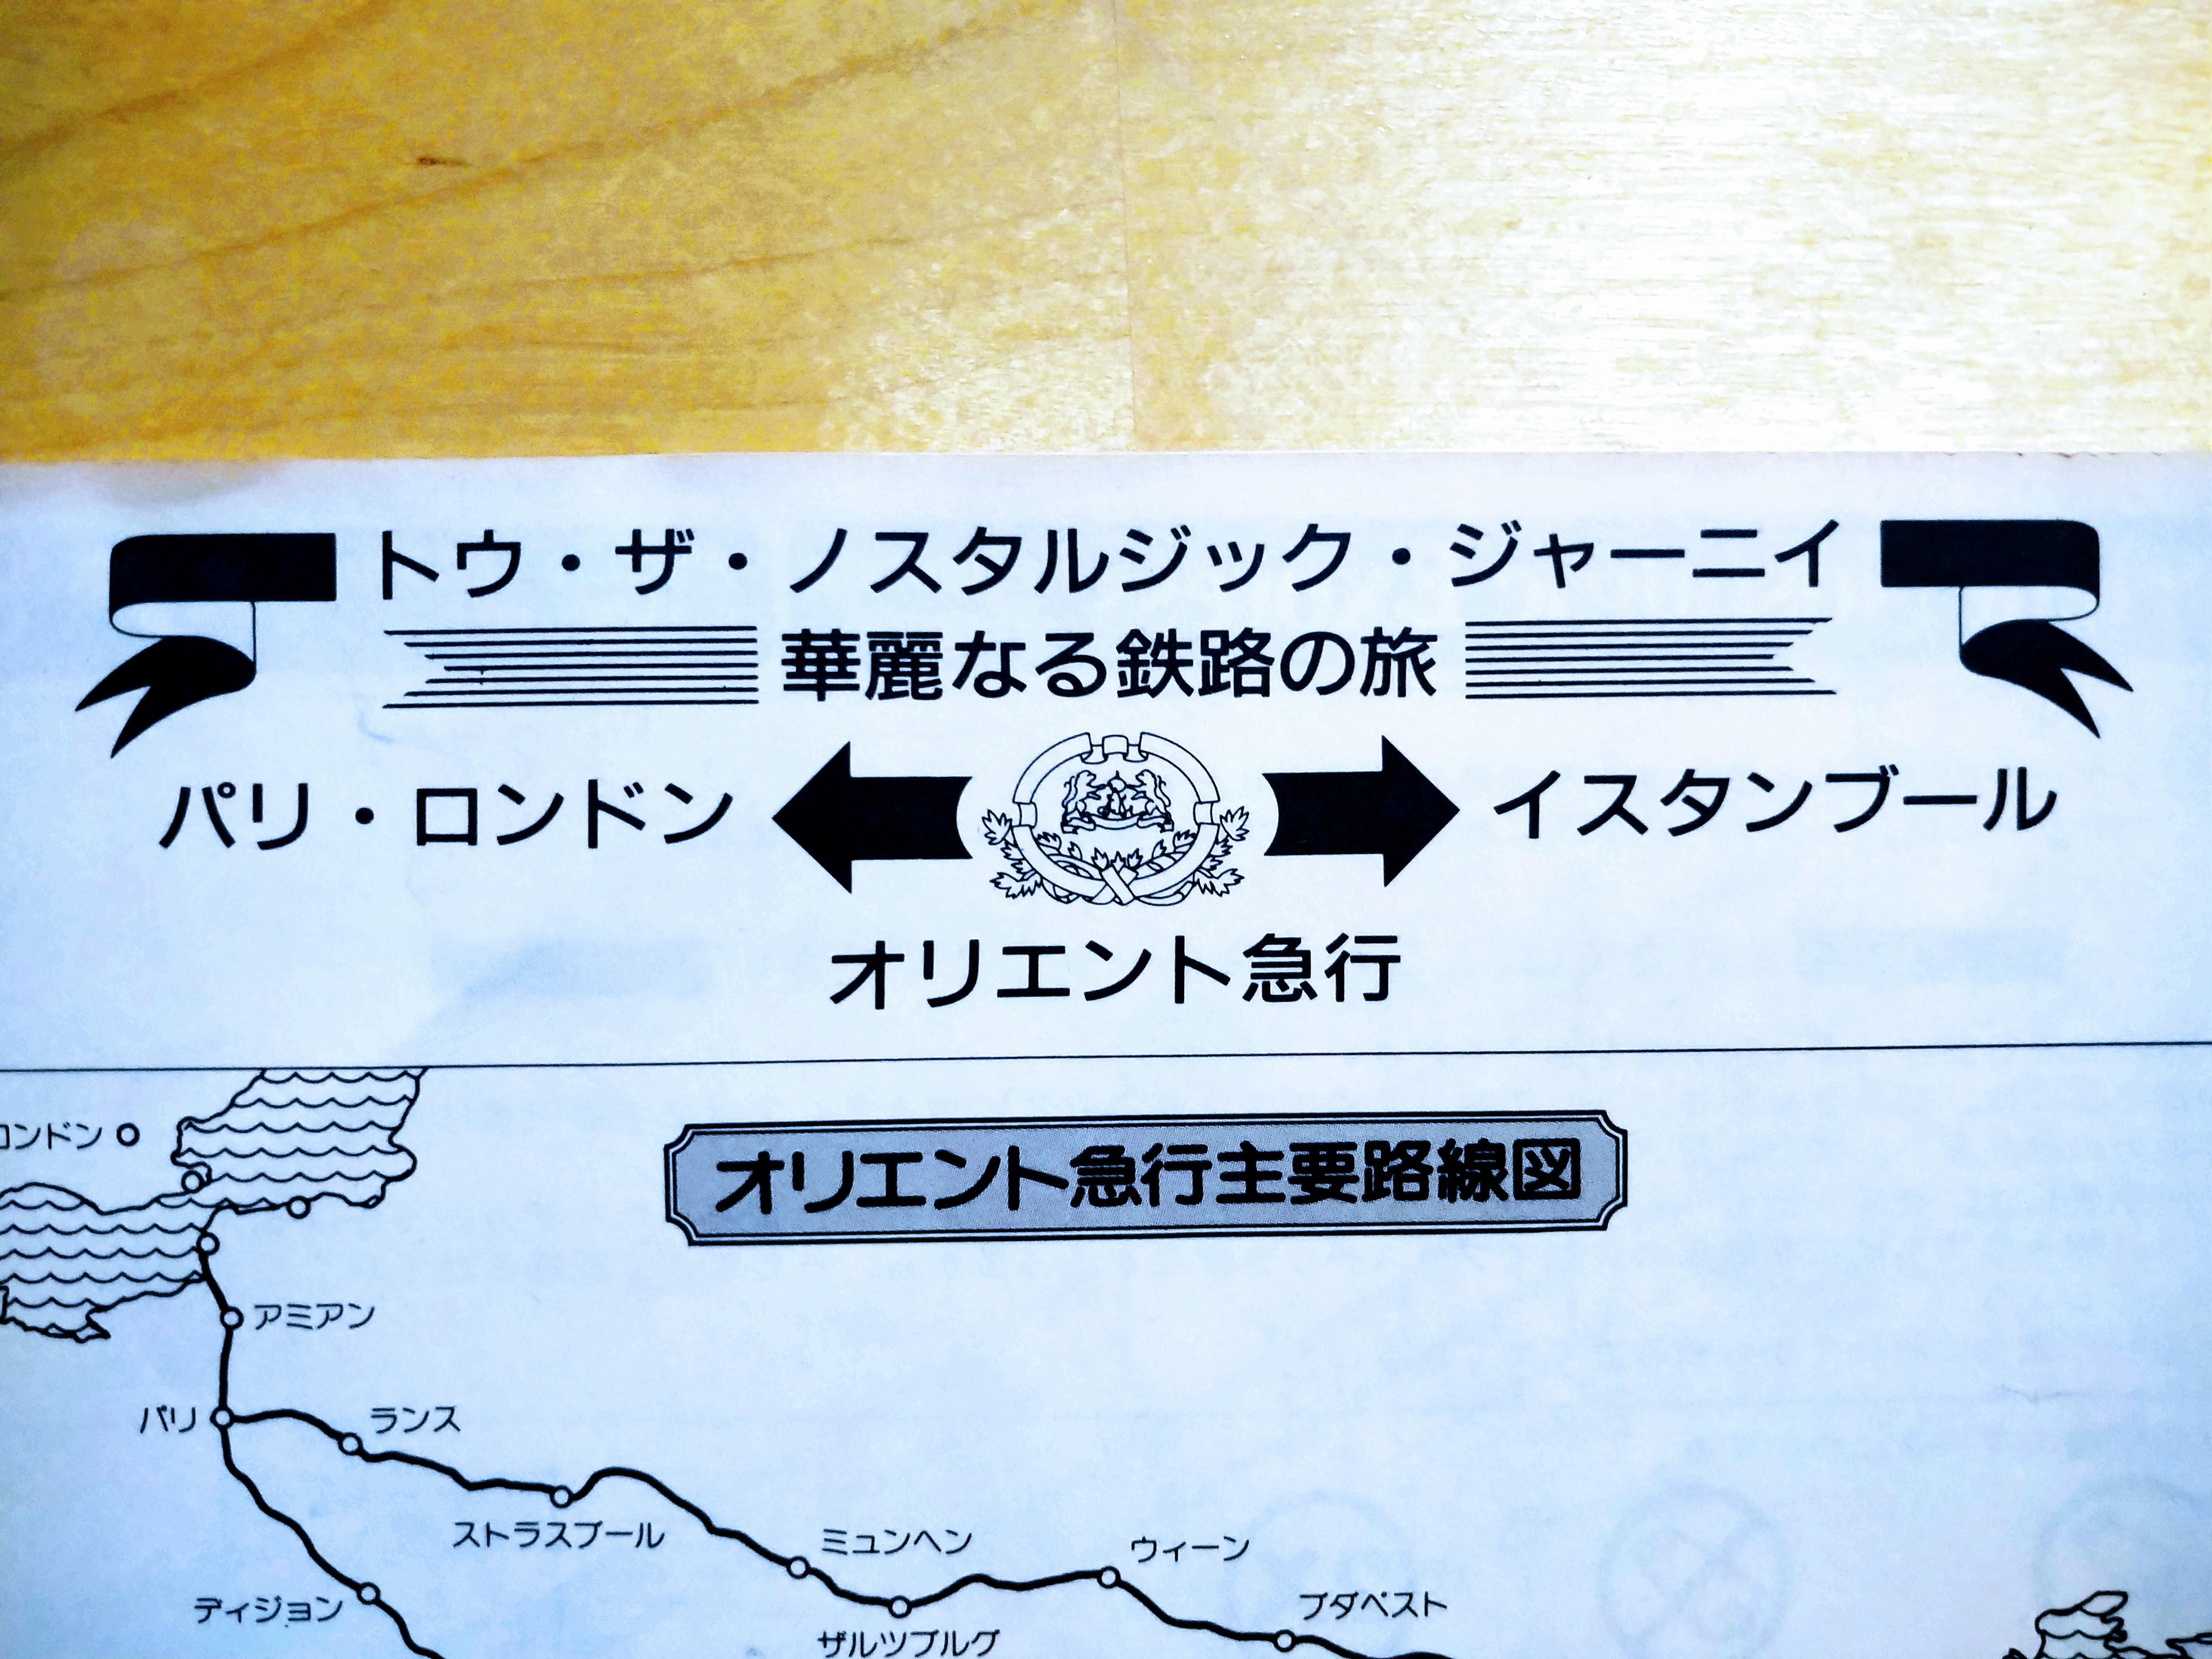 トウ・ザ・ノスタルジック・ジャーニイ
華麗なる鉄路の旅
パリ・ロンドン
イスタンブール
オリエント急行
オリエント急行主要路線図
ロンドン
アミアン
パリ
ランス
ストラスブール
ミュンヘン
ウィーン
ディジョン
ザルツブルグ
ブダペスト